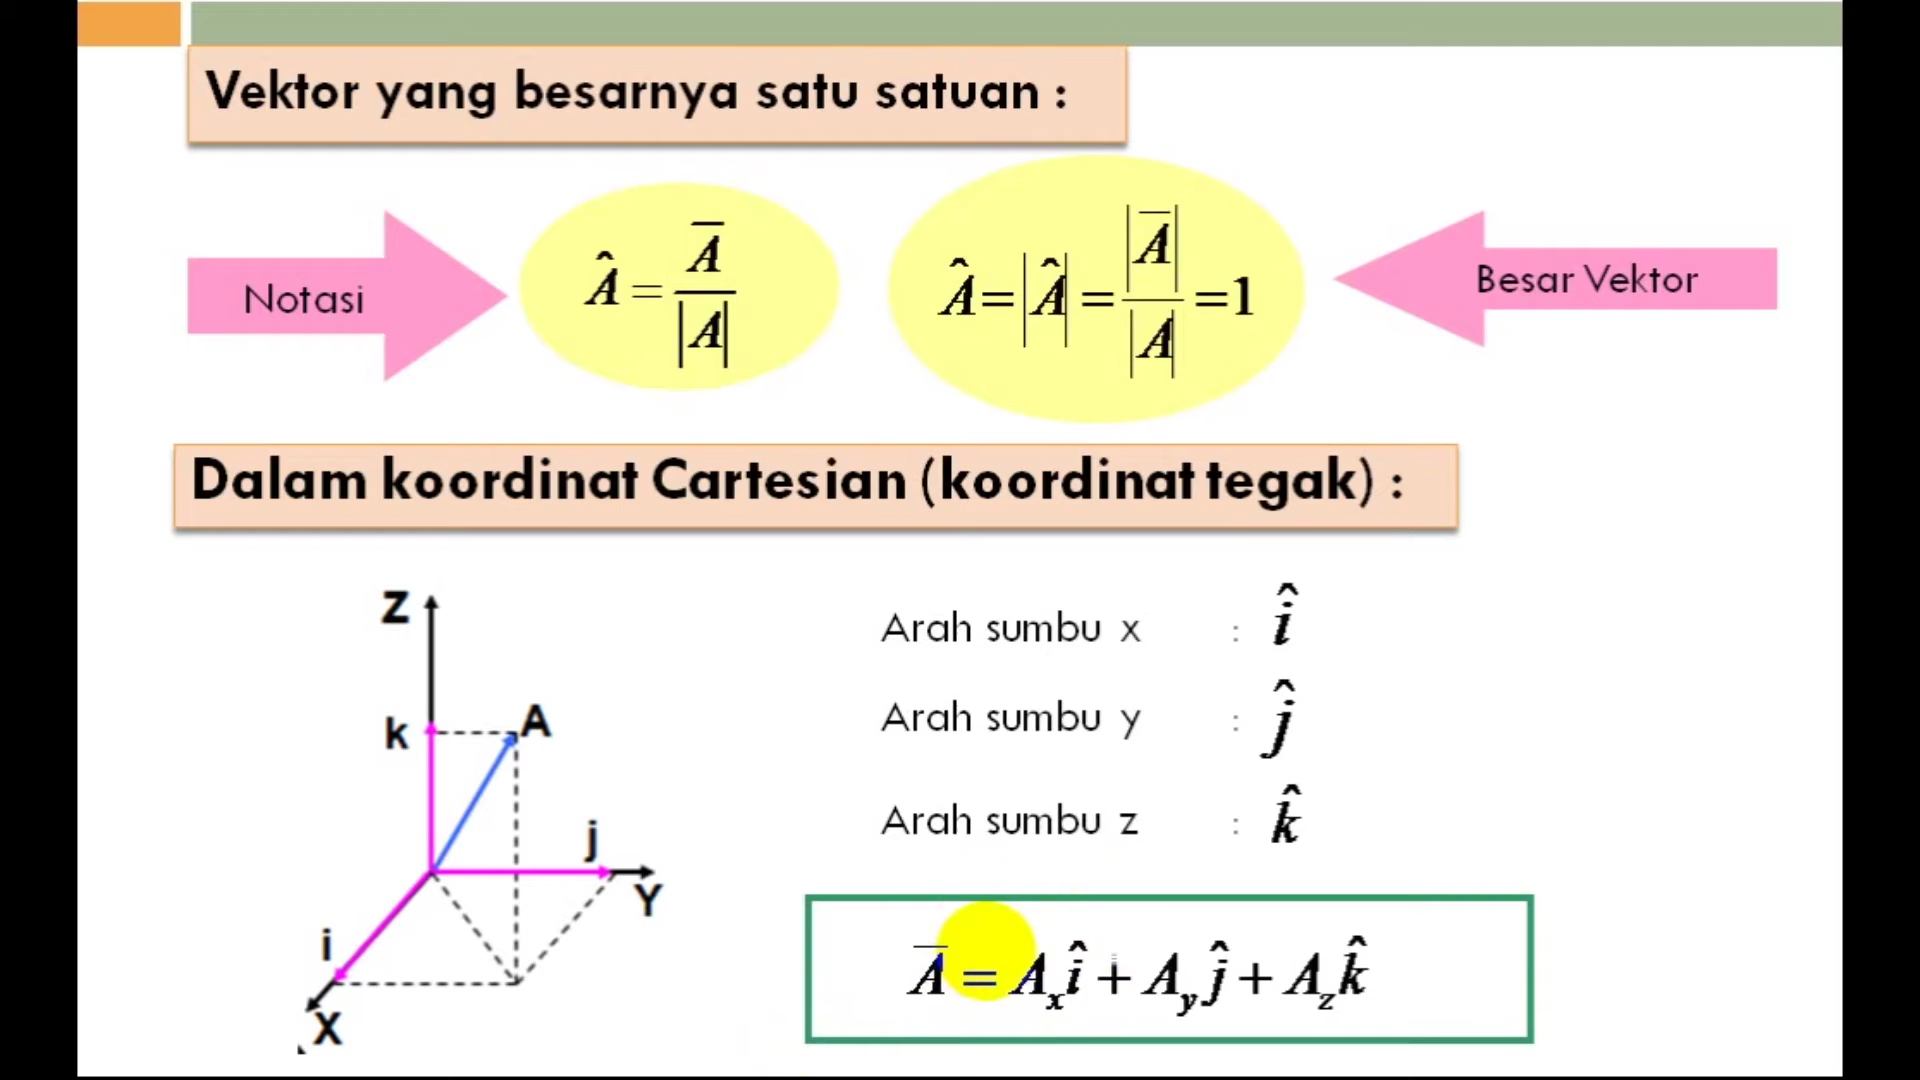 Vektor yang besarnya satu satuan :
Notasi
Â = A̅ / |A|
Â = |Â| = |A̅| / |A| = 1
Besar Vektor
Dalam koordinat Cartesian (koordinat tegak) :
Z
k
A
j
Y
i
X
Arah sumbu x : î
Arah sumbu y : ĵ
Arah sumbu z : k̂
A̅ = Aₓî + A_yĵ + A_zk̂